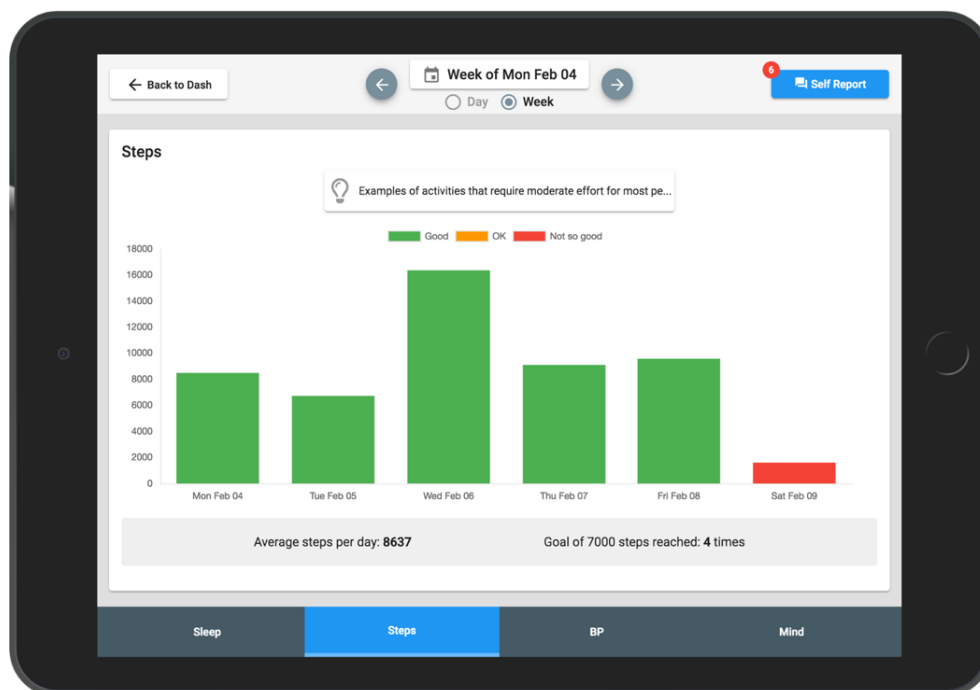 Back to Dash
Week of Mon Feb 04
Day
Week
6
Self Report
Steps
Examples of activities that require moderate effort for most pe...
Good
OK
Not so good
18000
16000
14000
12000
10000
8000
6000
4000
2000
0
Mon Feb 04
Tue Feb 05
Wed Feb 06
Thu Feb 07
Fri Feb 08
Sat Feb 09
Average steps per day: 8637
Goal of 7000 steps reached: 4 times
Sleep
Steps
BP
Mind